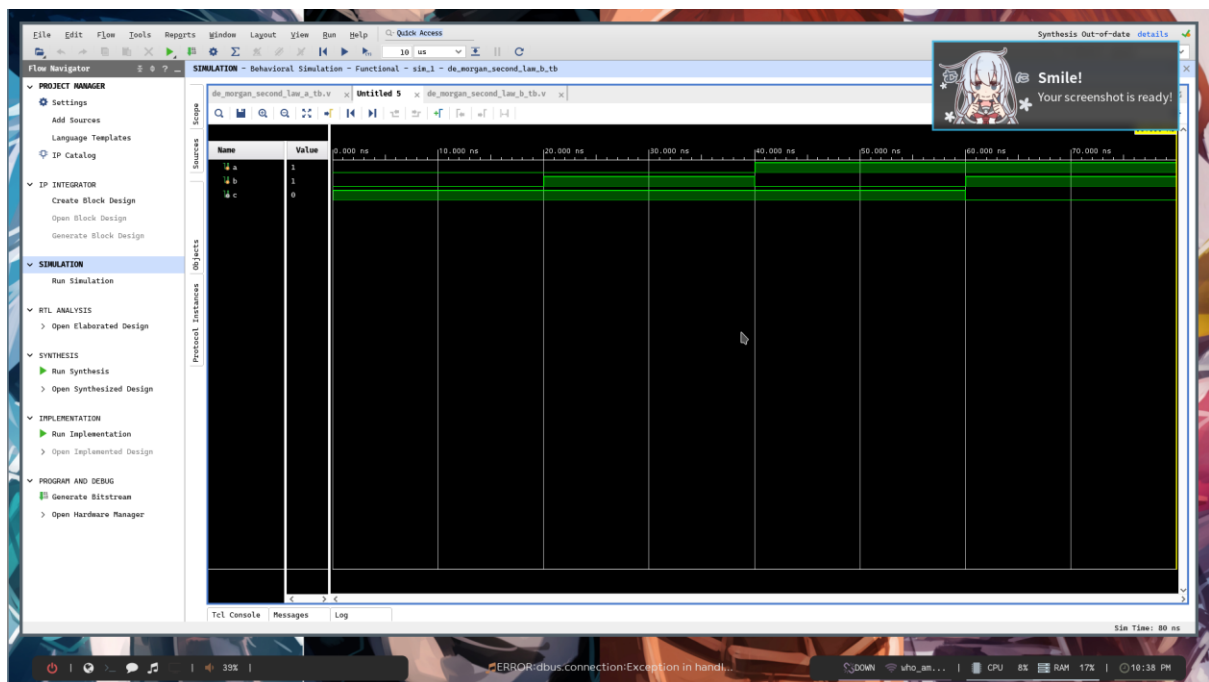 File Edit Flow Tools Reports Window Layout View Run Help Quick Access
Synthesis Out-of-date details
10 us
Flow Navigator
SIMULATION - Behavioral Simulation - Functional - sim_1 - de_morgan_second_law_b_tb
Smile!
Your screenshot is ready!
PROJECT MANAGER
Settings
Add Sources
Language Templates
IP Catalog
IP INTEGRATOR
Create Block Design
Open Block Design
Generate Block Design
SIMULATION
Run Simulation
RTL ANALYSIS
Open Elaborated Design
SYNTHESIS
Run Synthesis
Open Synthesized Design
IMPLEMENTATION
Run Implementation
Open Implemented Design
PROGRAM AND DEBUG
Generate Bitstream
Open Hardware Manager
Scope
Sources
Objects
Protocol Instances
de_morgan_second_law_a_tb.v Untitled 5 de_morgan_second_law_b_tb.v
Name Value 0.000 ns 10.000 ns 20.000 ns 30.000 ns 40.000 ns 50.000 ns 60.000 ns 70.000 ns
a 1
b 1
c 0
Tcl Console Messages Log
Sim Time: 80 ns
39% ERROR:dbus.connection:Exception in handl... DOWN who_am... CPU 8% RAM 17% 10:38 PM